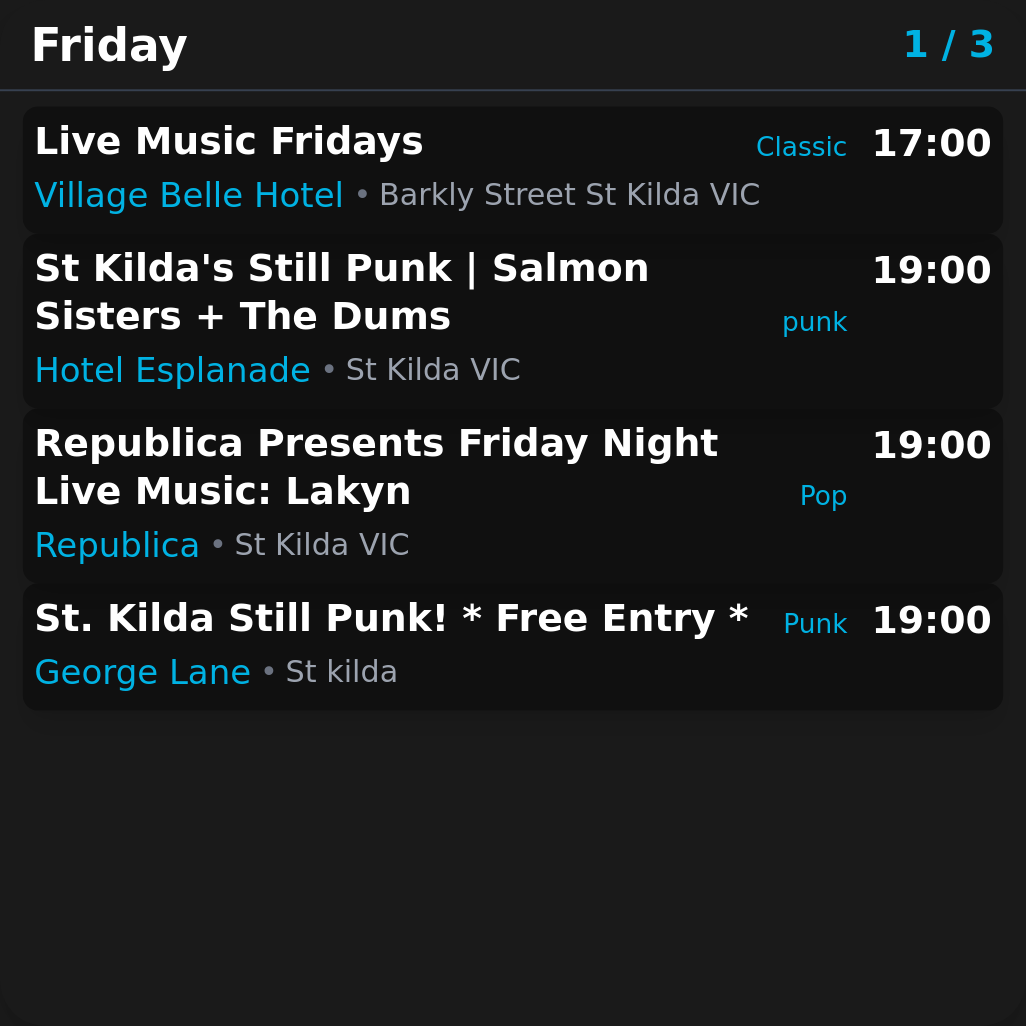 Friday 1 / 3
Live Music Fridays Classic 17:00
Village Belle Hotel • Barkly Street St Kilda VIC
St Kilda's Still Punk | Salmon 19:00
Sisters + The Dums punk
Hotel Esplanade • St Kilda VIC
Republica Presents Friday Night 19:00
Live Music: Lakyn Pop
Republica • St Kilda VIC
St. Kilda Still Punk! * Free Entry * Punk 19:00
George Lane • St kilda